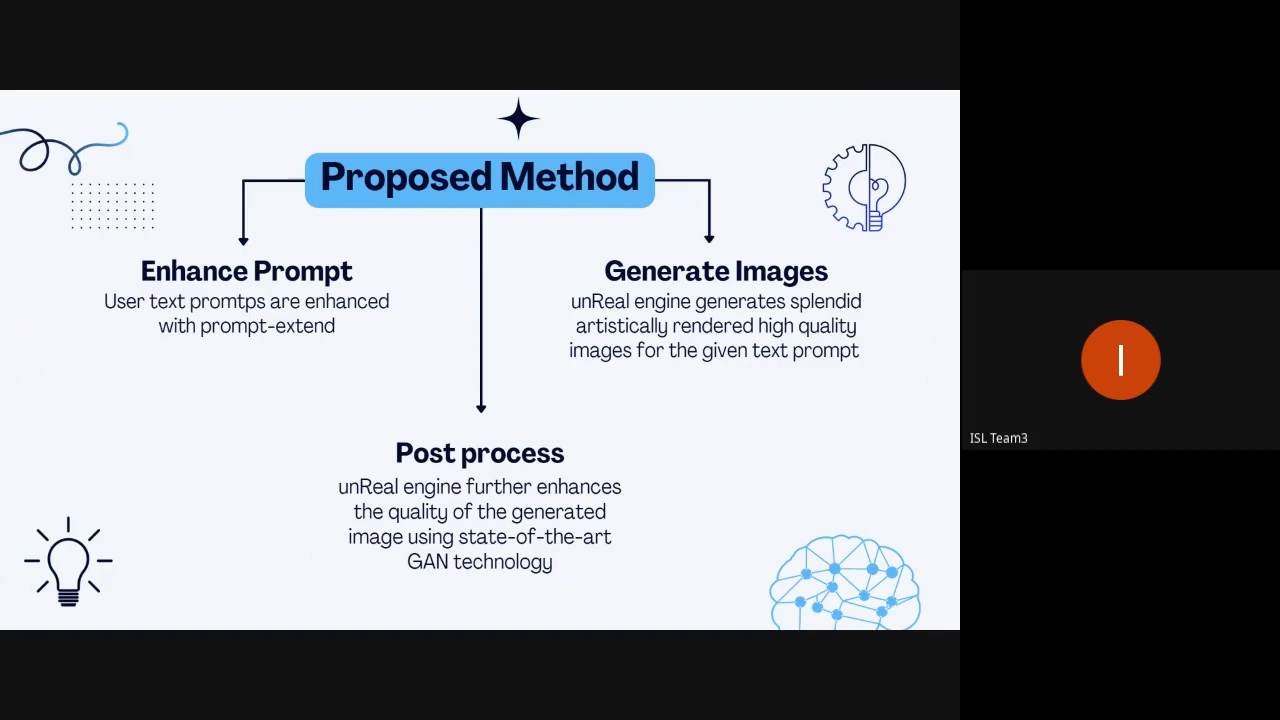 Proposed Method
Enhance Prompt
User text promtps are enhanced
with prompt-extend
Generate Images
unReal engine generates splendid
artistically rendered high quality
images for the given text prompt
Post process
unReal engine further enhances
the quality of the generated
image using state-of-the-art
GAN technology
I
ISL Team3